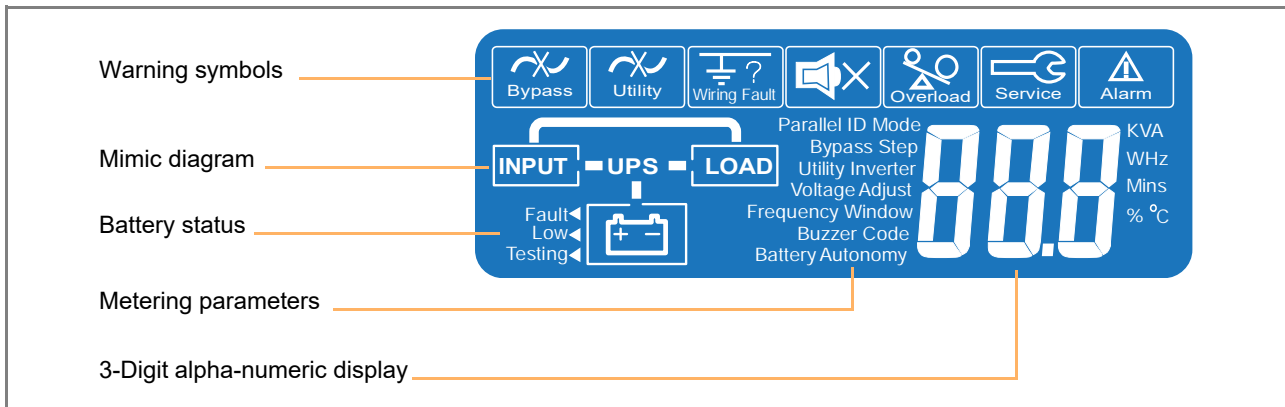 Warning symbols
Bypass
Utility
?
Wiring Fault
Overload
Service
Alarm
Mimic diagram
INPUT
UPS
LOAD
Parallel ID Mode
Bypass Step
Utility Inverter
Voltage Adjust
Frequency Window
Buzzer Code
Battery Autonomy
88.8
KVA
WHz
Mins
% °C
Battery status
Fault
Low
Testing
+ −
Metering parameters
3-Digit alpha-numeric display